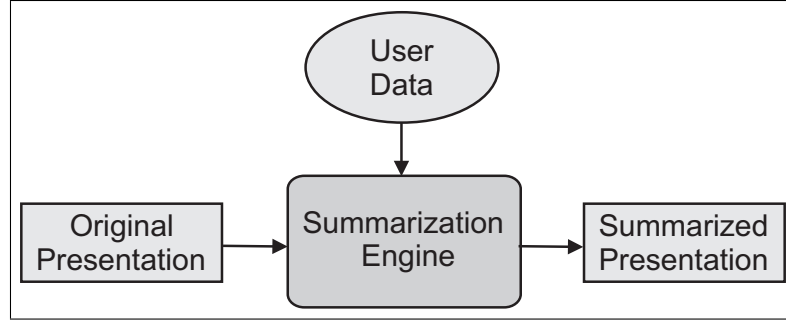 User
Data
Original
Presentation
Summarization
Engine
Summarized
Presentation